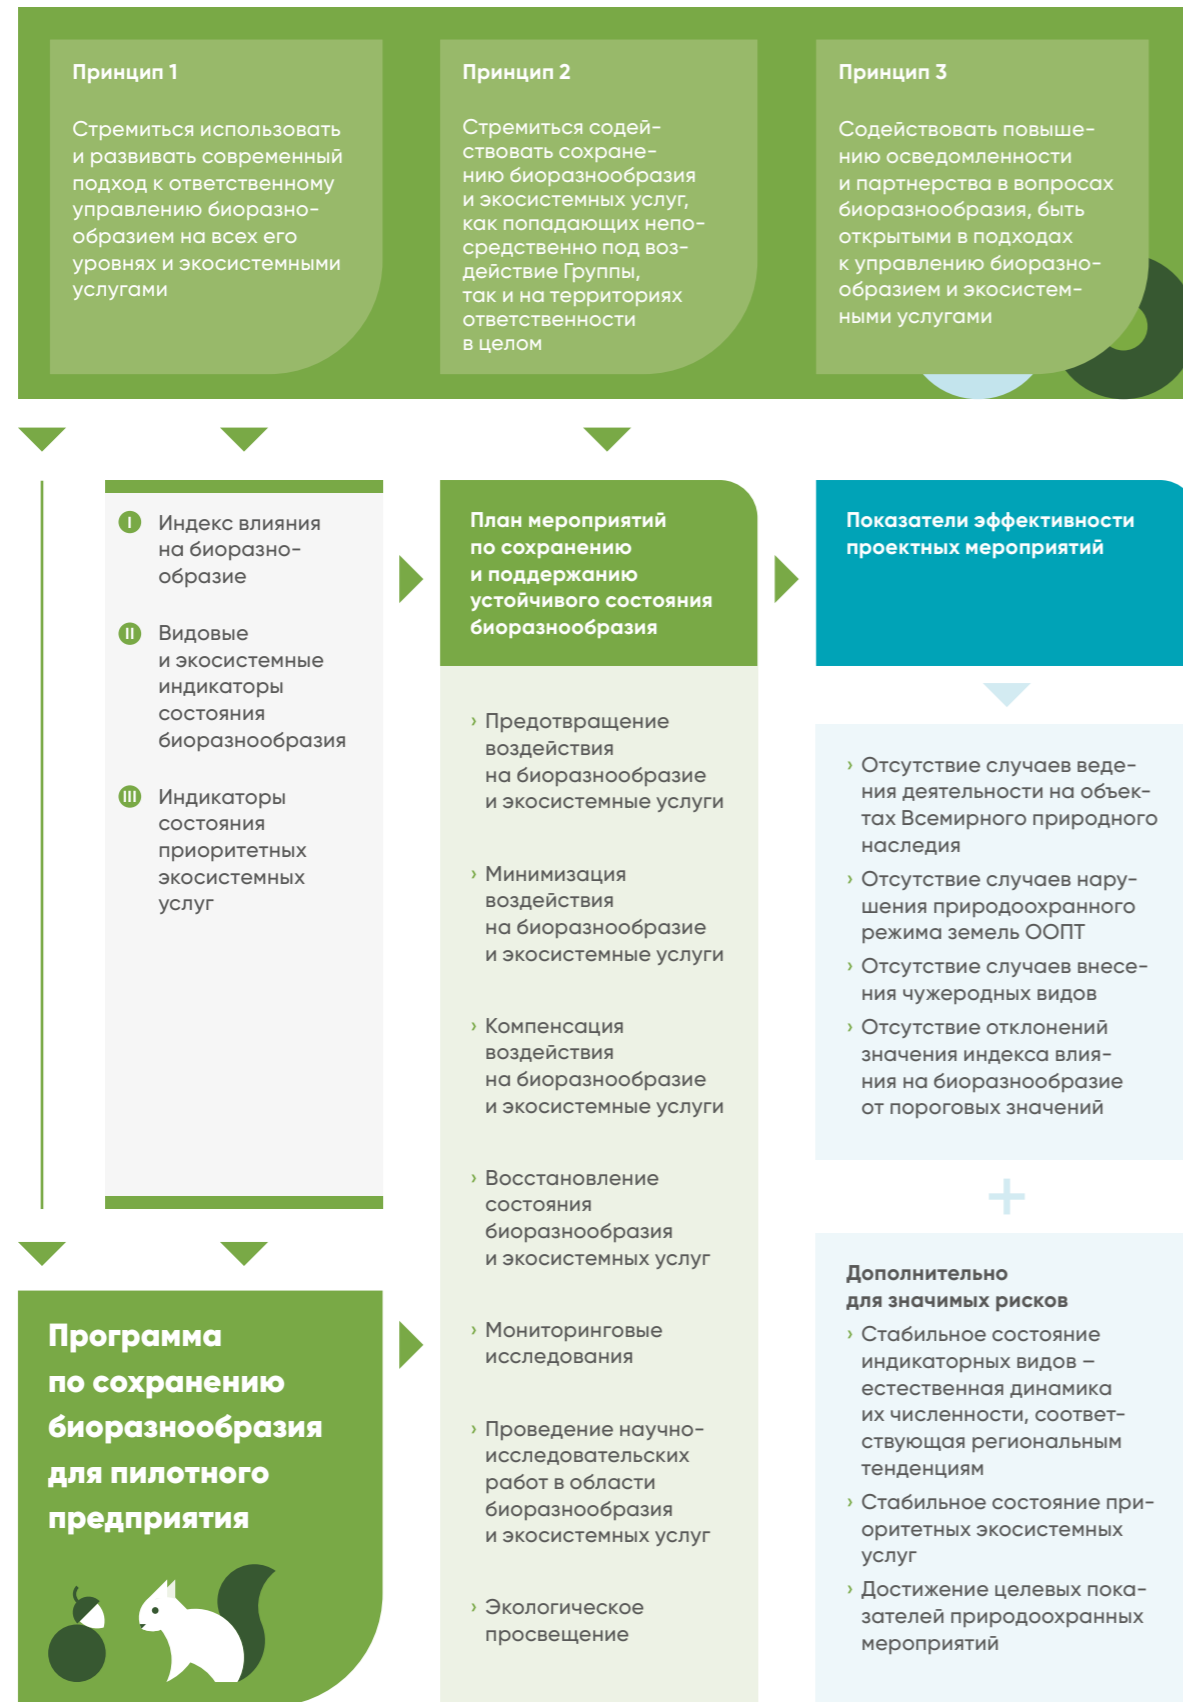 Принцип 1
Стремиться использовать
и развивать современный
подход к ответственному
управлению биоразно-
образием на всех его
уровнях и экосистемными
услугами
Принцип 2
Стремиться содей-
ствовать сохране-
нию биоразнообразия
и экосистемных услуг,
как попадающих непо-
средственно под воз-
действие Группы,
так и на территориях
ответственности
в целом
Принцип 3
Содействовать повыше-
нию осведомленности
и партнерства в вопросах
биоразнообразия, быть
открытыми в подходах
к управлению биоразно-
образием и экосистем-
ными услугами
I Индекс влияния
на биоразно-
образие
II Видовые
и экосистемные
индикаторы
состояния
биоразнообразия
III Индикаторы
состояния
приоритетных
экосистемных
услуг
Программа
по сохранению
биоразнообразия
для пилотного
предприятия
План мероприятий
по сохранению
и поддержанию
устойчивого состояния
биоразнообразия
› Предотвращение
воздействия
на биоразнообразие
и экосистемные услуги
› Минимизация
воздействия
на биоразнообразие
и экосистемные услуги
› Компенсация
воздействия
на биоразнообразие
и экосистемные услуги
› Восстановление
состояния
биоразнообразия
и экосистемных услуг
› Мониторинговые
исследования
› Проведение научно-
исследовательских
работ в области
биоразнообразия
и экосистемных услуг
› Экологическое
просвещение
Показатели эффективности
проектных мероприятий
› Отсутствие случаев веде-
ния деятельности на объек-
тах Всемирного природного
наследия
› Отсутствие случаев нару-
шения природоохранного
режима земель ООПТ
› Отсутствие случаев внесе-
ния чужеродных видов
› Отсутствие отклонений
значения индекса влия-
ния на биоразнообразие
от пороговых значений
+
Дополнительно
для значимых рисков
› Стабильное состояние
индикаторных видов –
естественная динамика
их численности, соответ-
ствующая региональным
тенденциям
› Стабильное состояние при-
оритетных экосистемных
услуг
› Достижение целевых пока-
зателей природоохранных
мероприятий